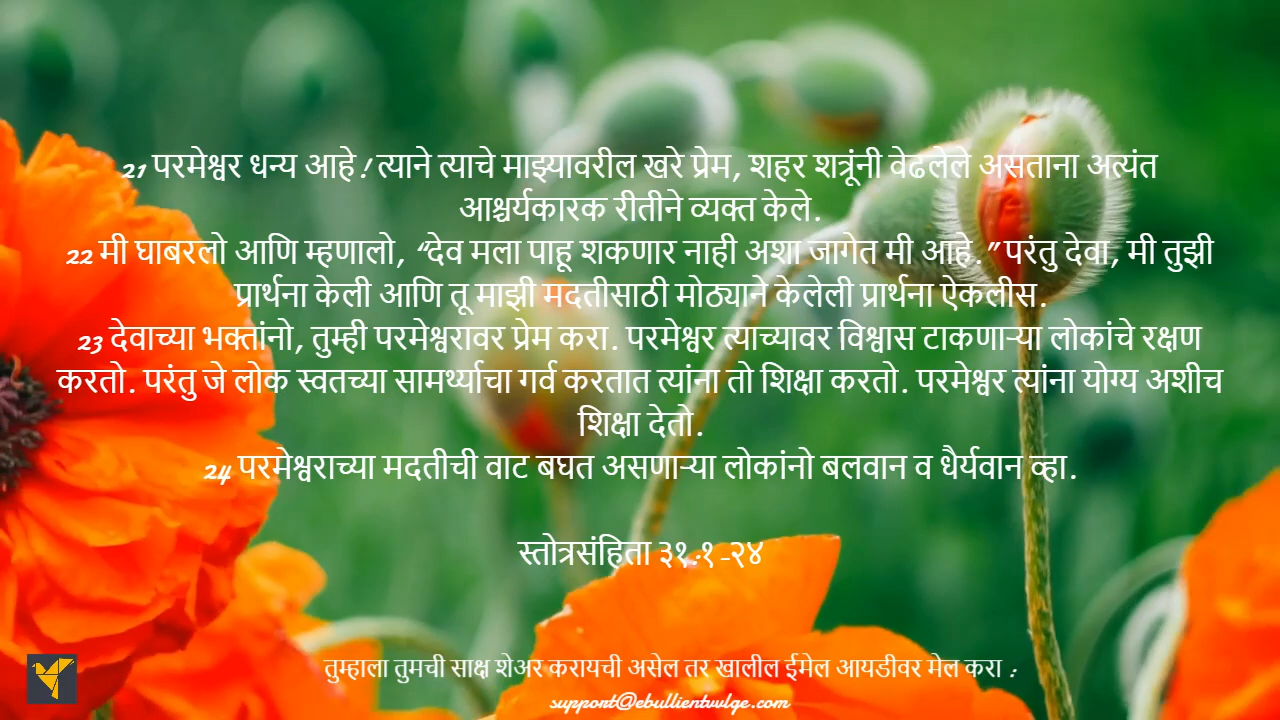 21 परमेश्वर धन्य आहे! त्याने त्याचे माझ्यावरील खरे प्रेम, शहर शत्रूंनी वेढलेले असताना अत्यंत
आश्चर्यकारक रीतीने व्यक्त केले.
22 मी घाबरलो आणि म्हणालो, “देव मला पाहू शकणार नाही अशा जागेत मी आहे.” परंतु देवा, मी तुझी
प्रार्थना केली आणि तू माझी मदतीसाठी मोठ्याने केलेली प्रार्थना ऐकलीस.
23 देवाच्या भक्तांनो, तुम्ही परमेश्वरावर प्रेम करा. परमेश्वर त्याच्यावर विश्वास टाकणाऱ्या लोकांचे रक्षण
करतो. परंतु जे लोक स्वतच्या सामर्थ्याचा गर्व करतात त्यांना तो शिक्षा करतो. परमेश्वर त्यांना योग्य अशीच
शिक्षा देतो.
24 परमेश्वराच्या मदतीची वाट बघत असणाऱ्या लोकांनो बलवान व धैर्यवान व्हा.
स्तोत्रसंहिता ३१:१-२४
तुम्हाला तुमची साक्ष शेअर करायची असेल तर खालील ईमेल आयडीवर मेल करा :
support@ebullientwlge.com